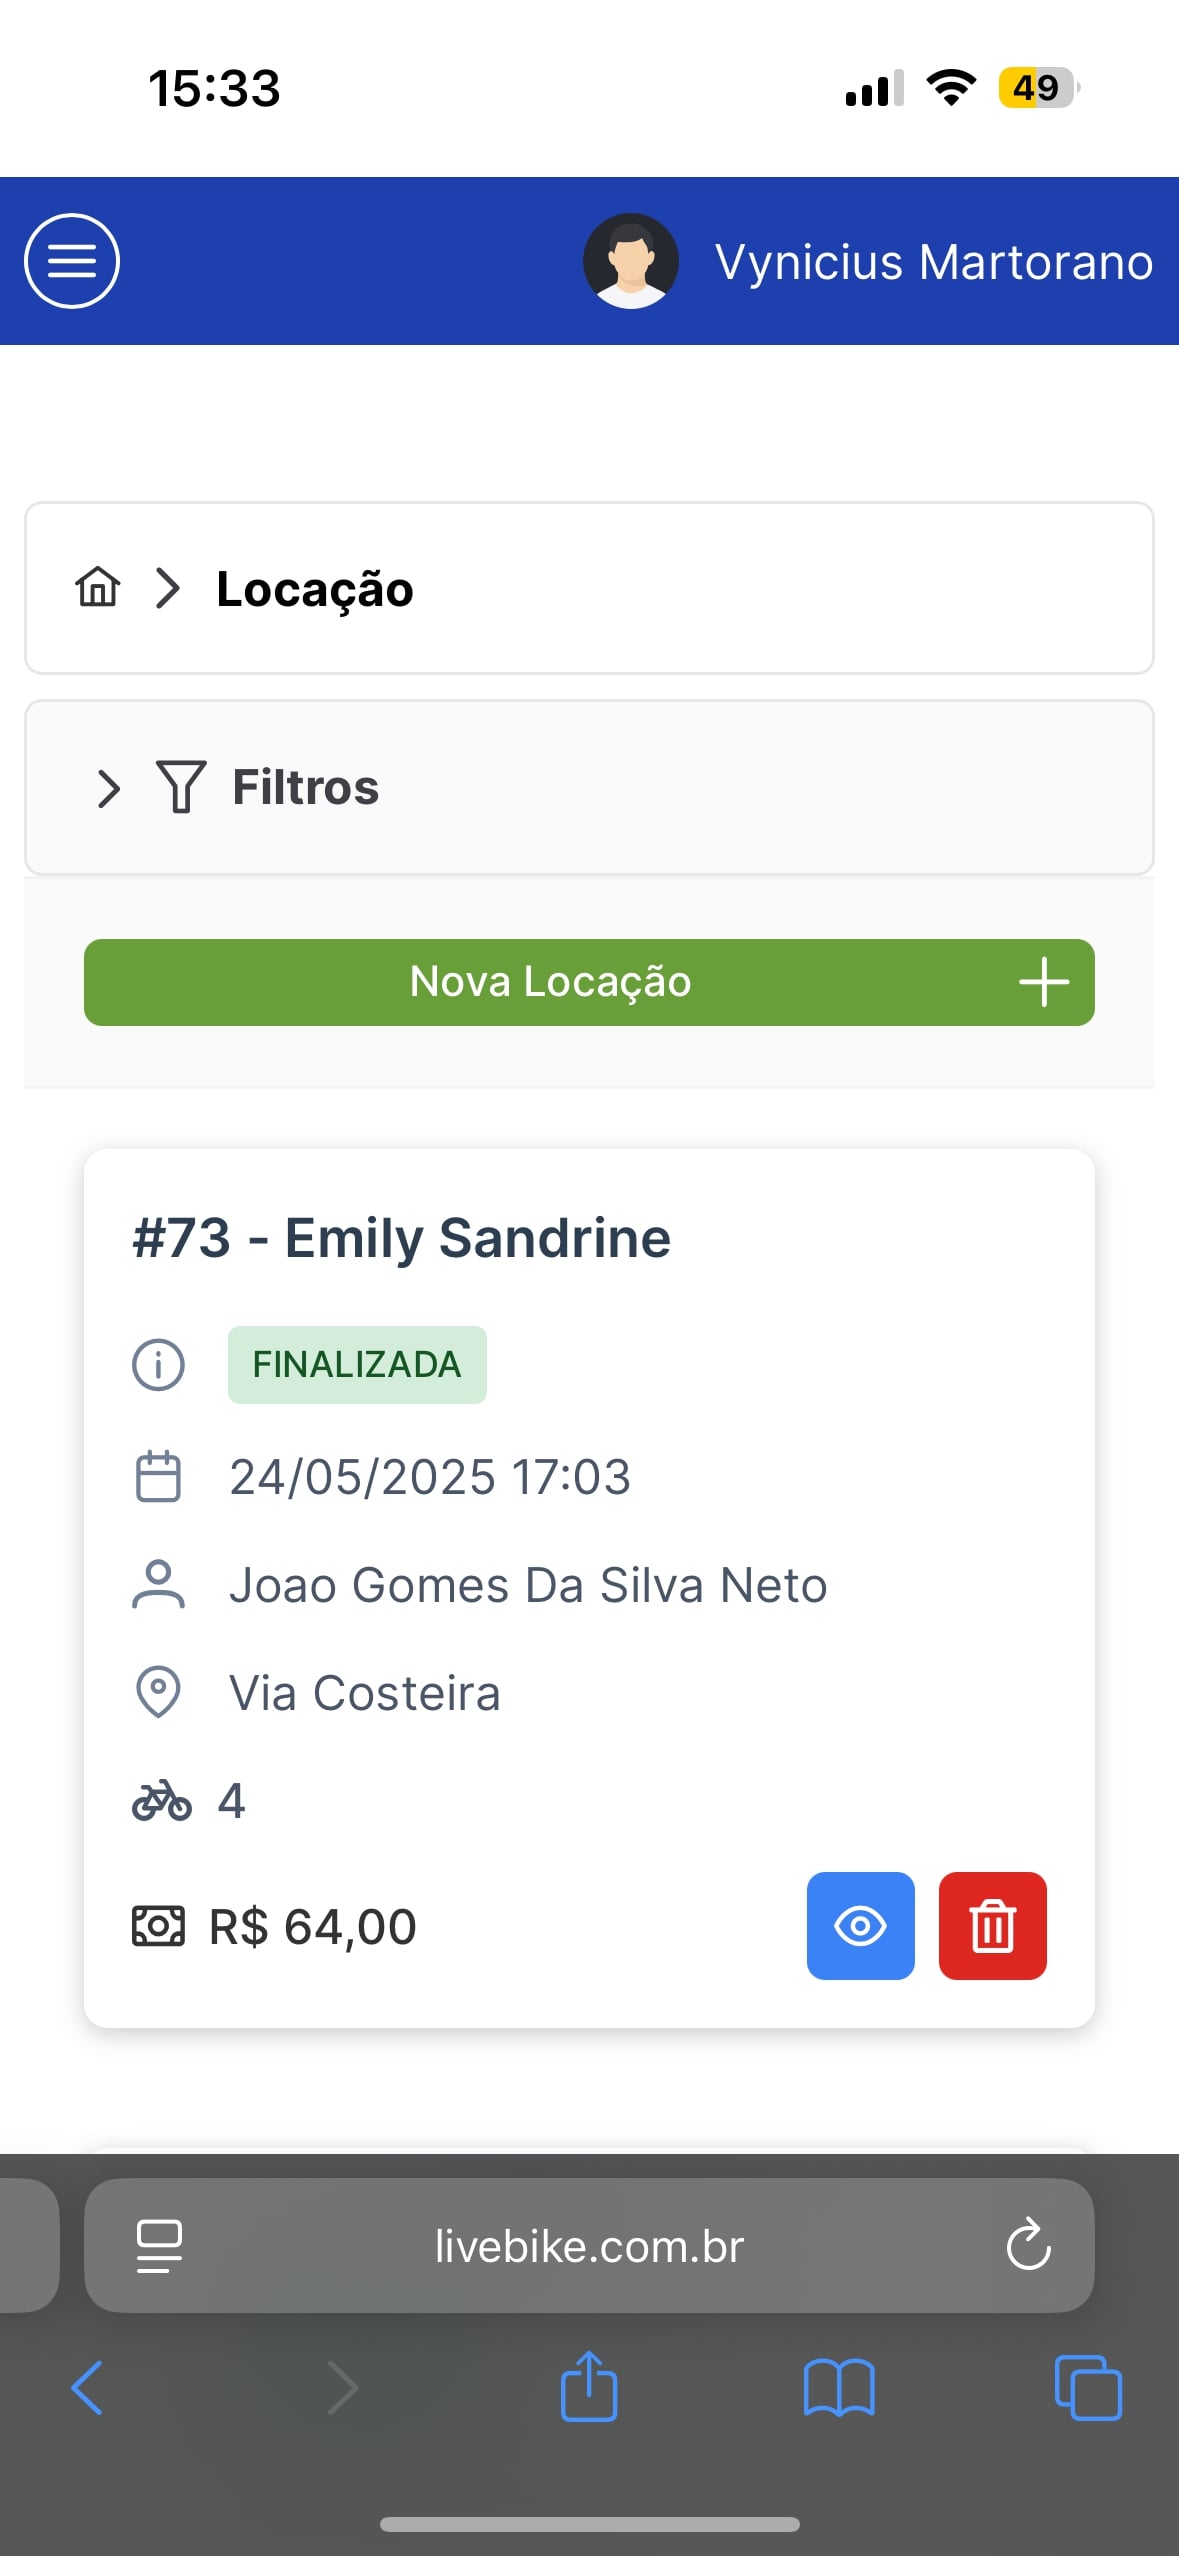 15:33
49
Vynicius Martorano
Locação
Filtros
Nova Locação
#73 - Emily Sandrine
FINALIZADA
24/05/2025 17:03
Joao Gomes Da Silva Neto
Via Costeira
4
R$ 64,00
livebike.com.br